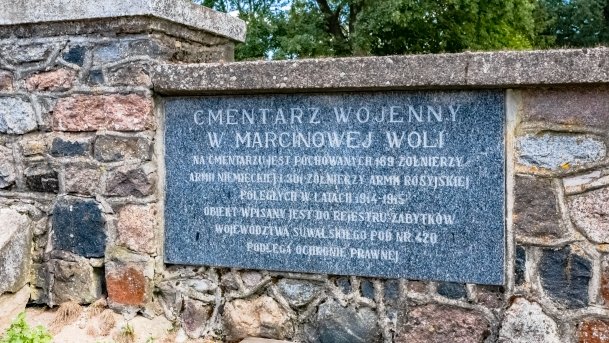 CMENTARZ WOJENNY
W MARCINOWEJ WOLI
NA CMENTARZU JEST POCHOWANYCH 169 ŻOŁNIERZY
ARMII NIEMIECKIEJ I 301 ŻOŁNIERZY ARMII ROSYJSKIEJ
POLEGŁYCH W LATACH 1914-1915
OBIEKT WPISANY JEST DO REJESTRU ZABYTKÓW
WOJEWÓDZTWA SUWALSKIEGO POD NR 420
PODLEGA OCHRONIE PRAWNEJ